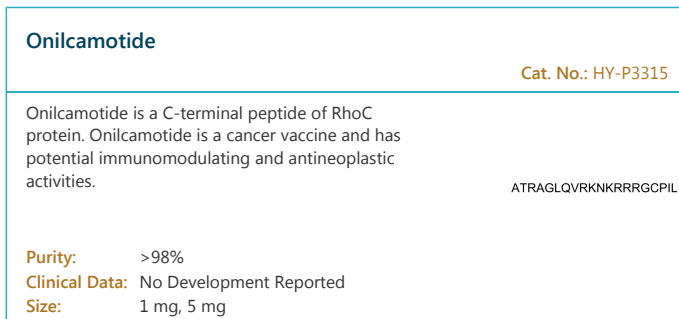 Onilcamotide
Cat. No.: HY-P3315
Onilcamotide is a C-terminal peptide of RhoC
protein. Onilcamotide is a cancer vaccine and has
potential immunomodulating and antineoplastic
activities.
ATRAGLQVRKNKRRRGCPIL
Purity: >98%
Clinical Data: No Development Reported
Size: 1 mg, 5 mg